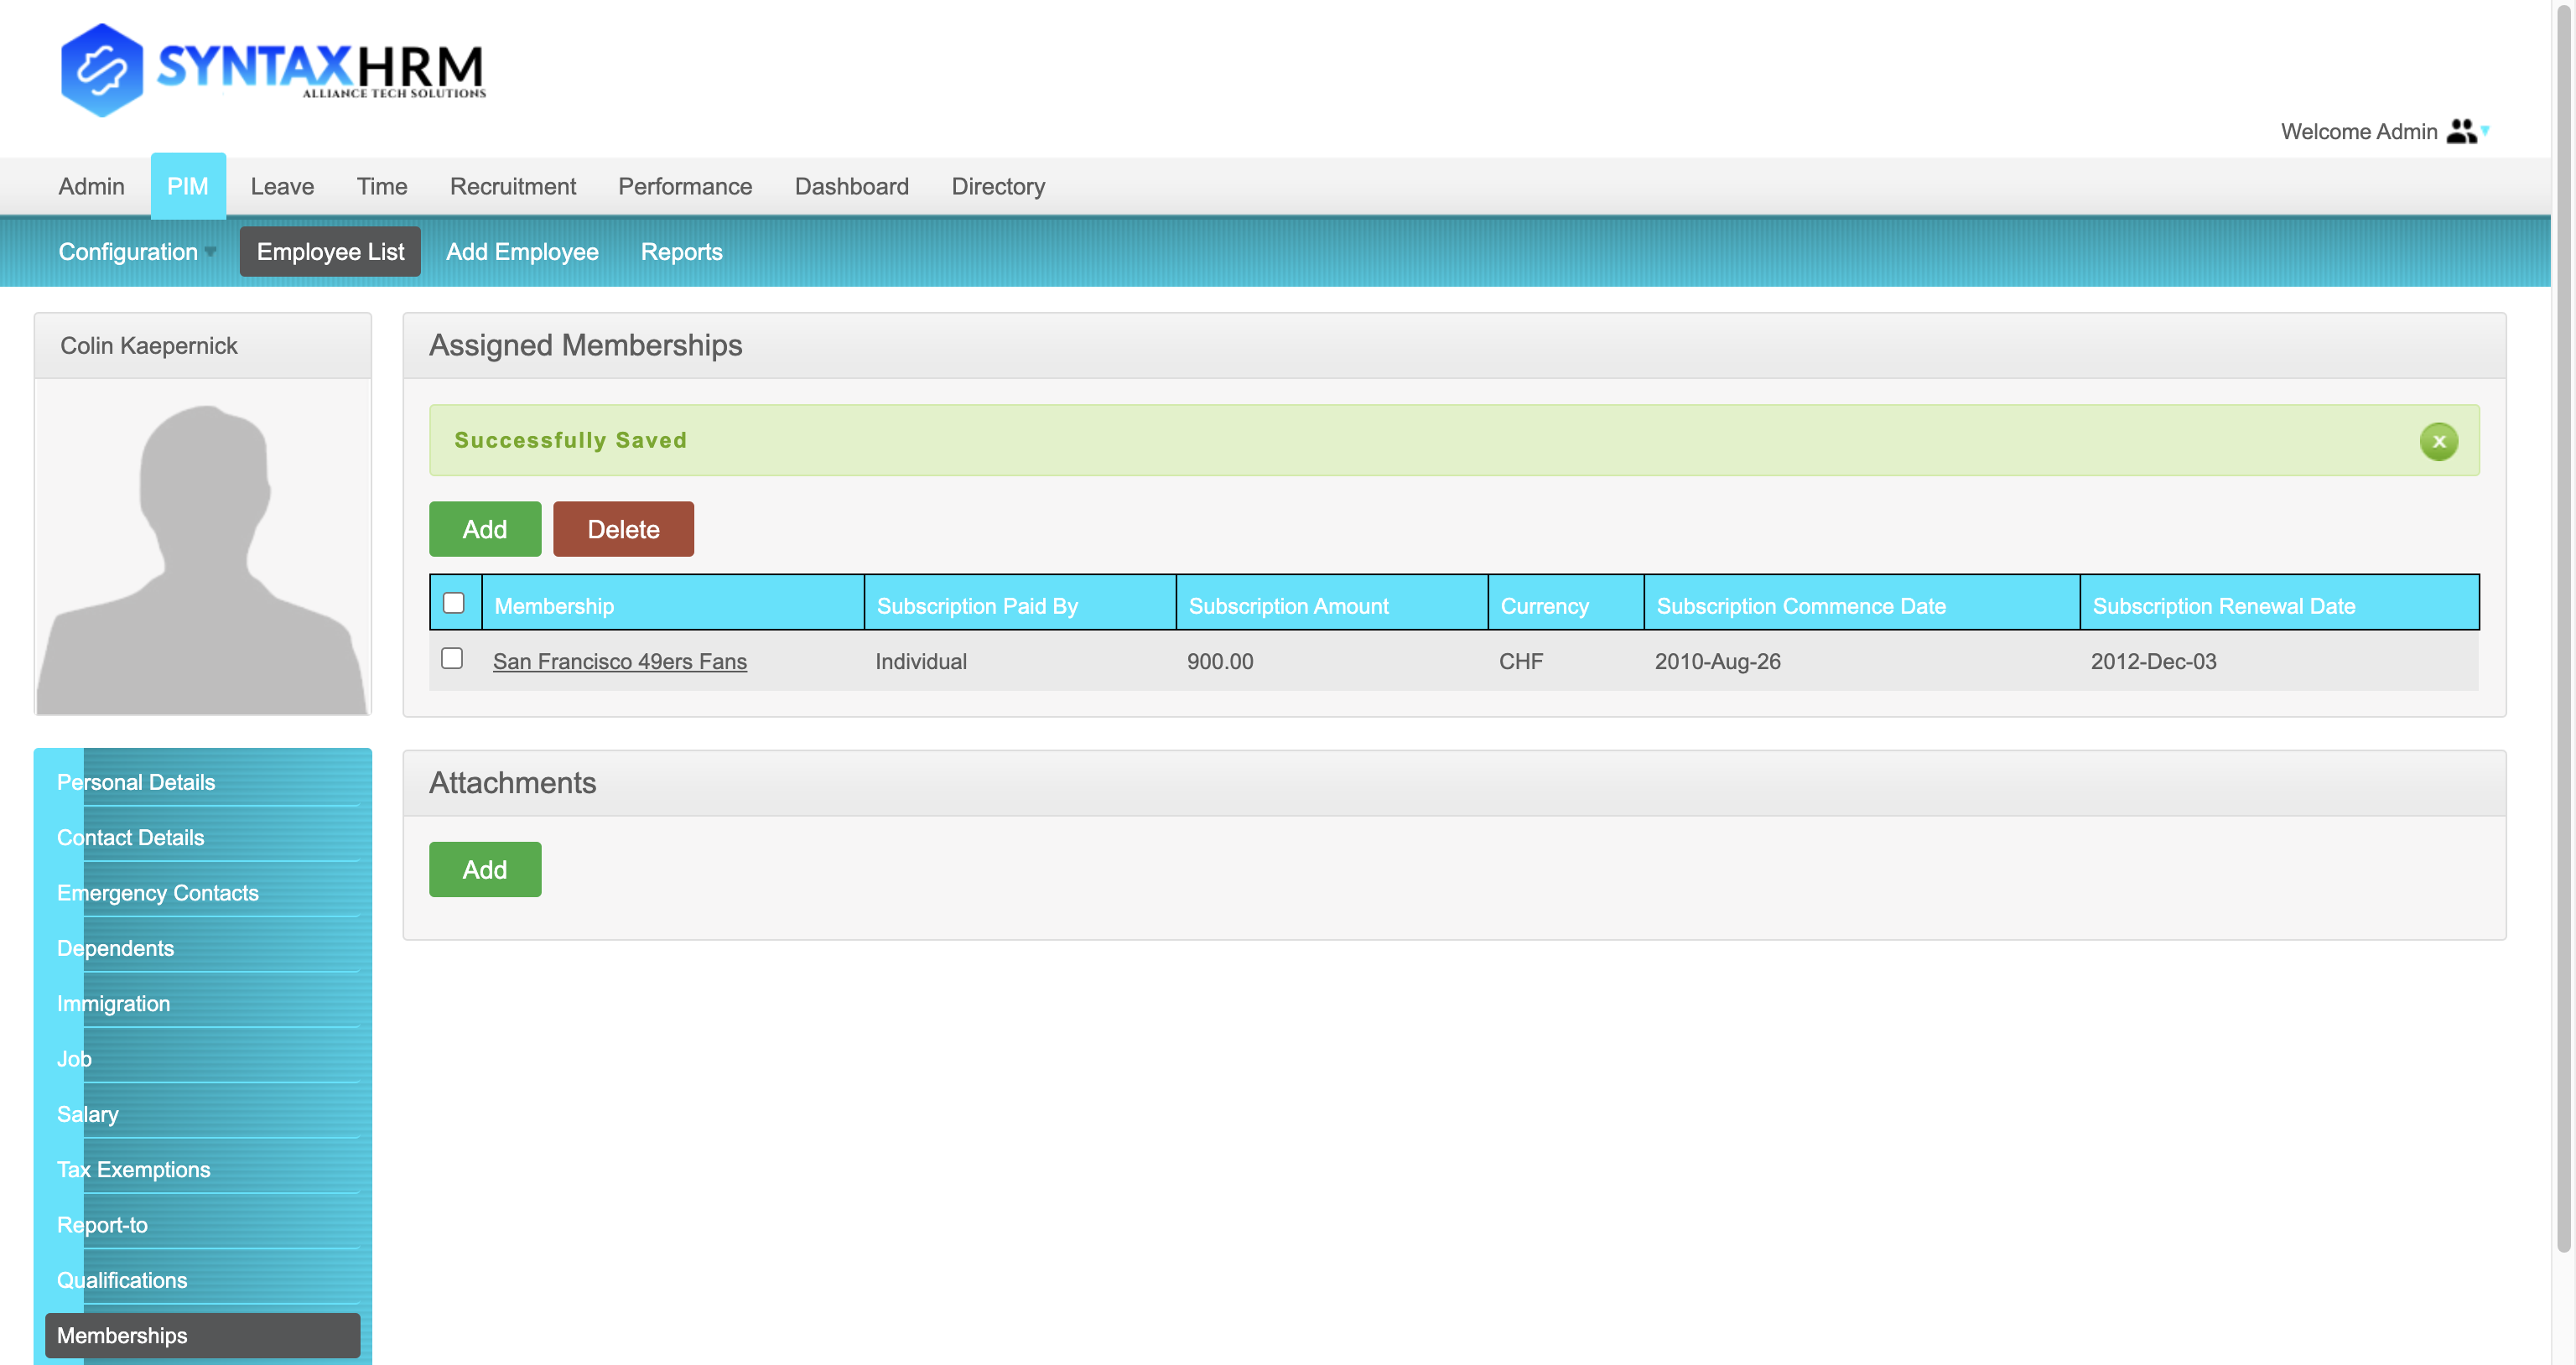 SYNTAXHRM
ALLIANCE TECH SOLUTIONS
Welcome Admin
Admin PIM Leave Time Recruitment Performance Dashboard Directory
Configuration Employee List Add Employee Reports
Colin Kaepernick
Assigned Memberships
Successfully Saved
x
Add Delete
Membership Subscription Paid By Subscription Amount Currency Subscription Commence Date Subscription Renewal Date
San Francisco 49ers Fans Individual 900.00 CHF 2010-Aug-26 2012-Dec-03
Personal Details
Contact Details
Emergency Contacts
Dependents
Immigration
Job
Salary
Tax Exemptions
Report-to
Qualifications
Memberships
Attachments
Add